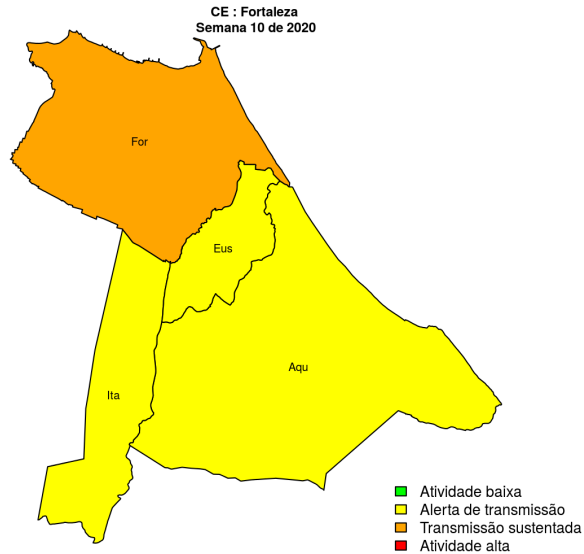 CE : Fortaleza
Semana 10 de 2020
For
Eus
Aqu
Ita
Atividade baixa
Alerta de transmissão
Transmissão sustentada
Atividade alta